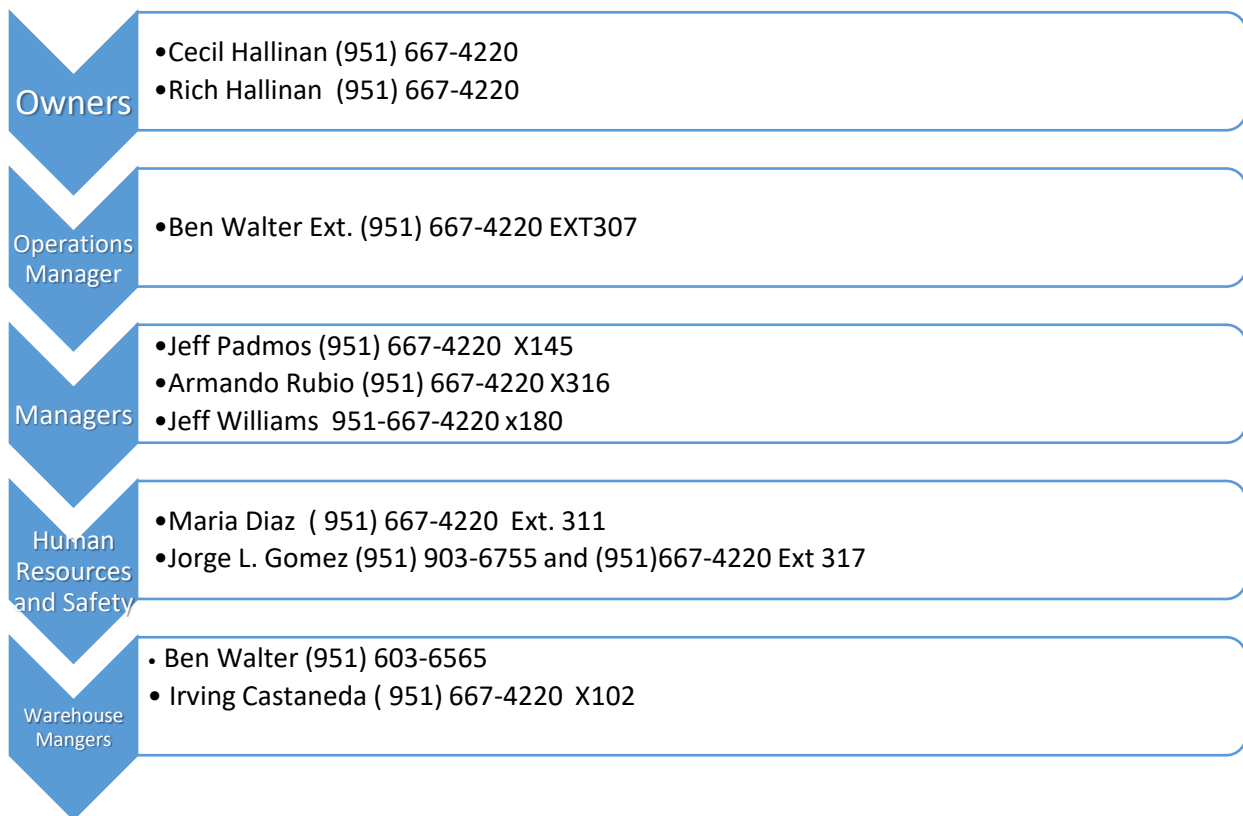 Owners
•Cecil Hallinan (951) 667-4220
•Rich Hallinan  (951) 667-4220
Operations
Manager
•Ben Walter Ext. (951) 667-4220 EXT307
Managers
•Jeff Padmos (951) 667-4220  X145
•Armando Rubio (951) 667-4220 X316
•Jeff Williams  951-667-4220 x180
Human
Resources
and Safety
•Maria Diaz  ( 951) 667-4220  Ext. 311
•Jorge L. Gomez (951) 903-6755 and (951)667-4220 Ext 317
Warehouse
Mangers
• Ben Walter (951) 603-6565
• Irving Castaneda ( 951) 667-4220  X102